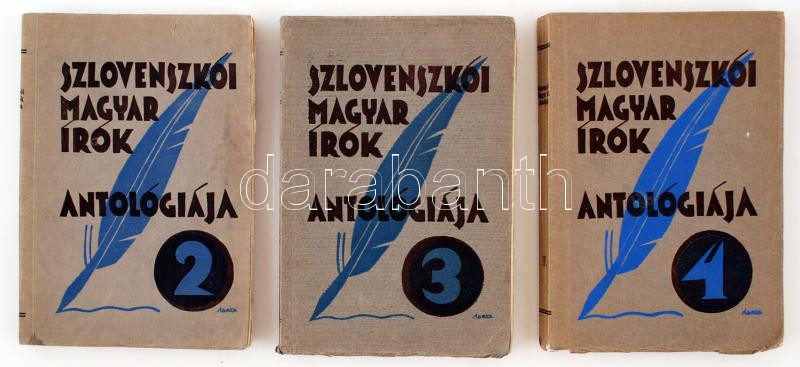 SZLOVENSZKÓI
MAGYAR
ÍRÓK
ANTOLÓGIÁJA
2
SZLOVENSZKÓI
MAGYAR
ÍRÓK
ANTOLÓGIÁJA
3
SZLOVENSZKÓI
MAGYAR
ÍRÓK
ANTOLÓGIÁJA
4
darabanth